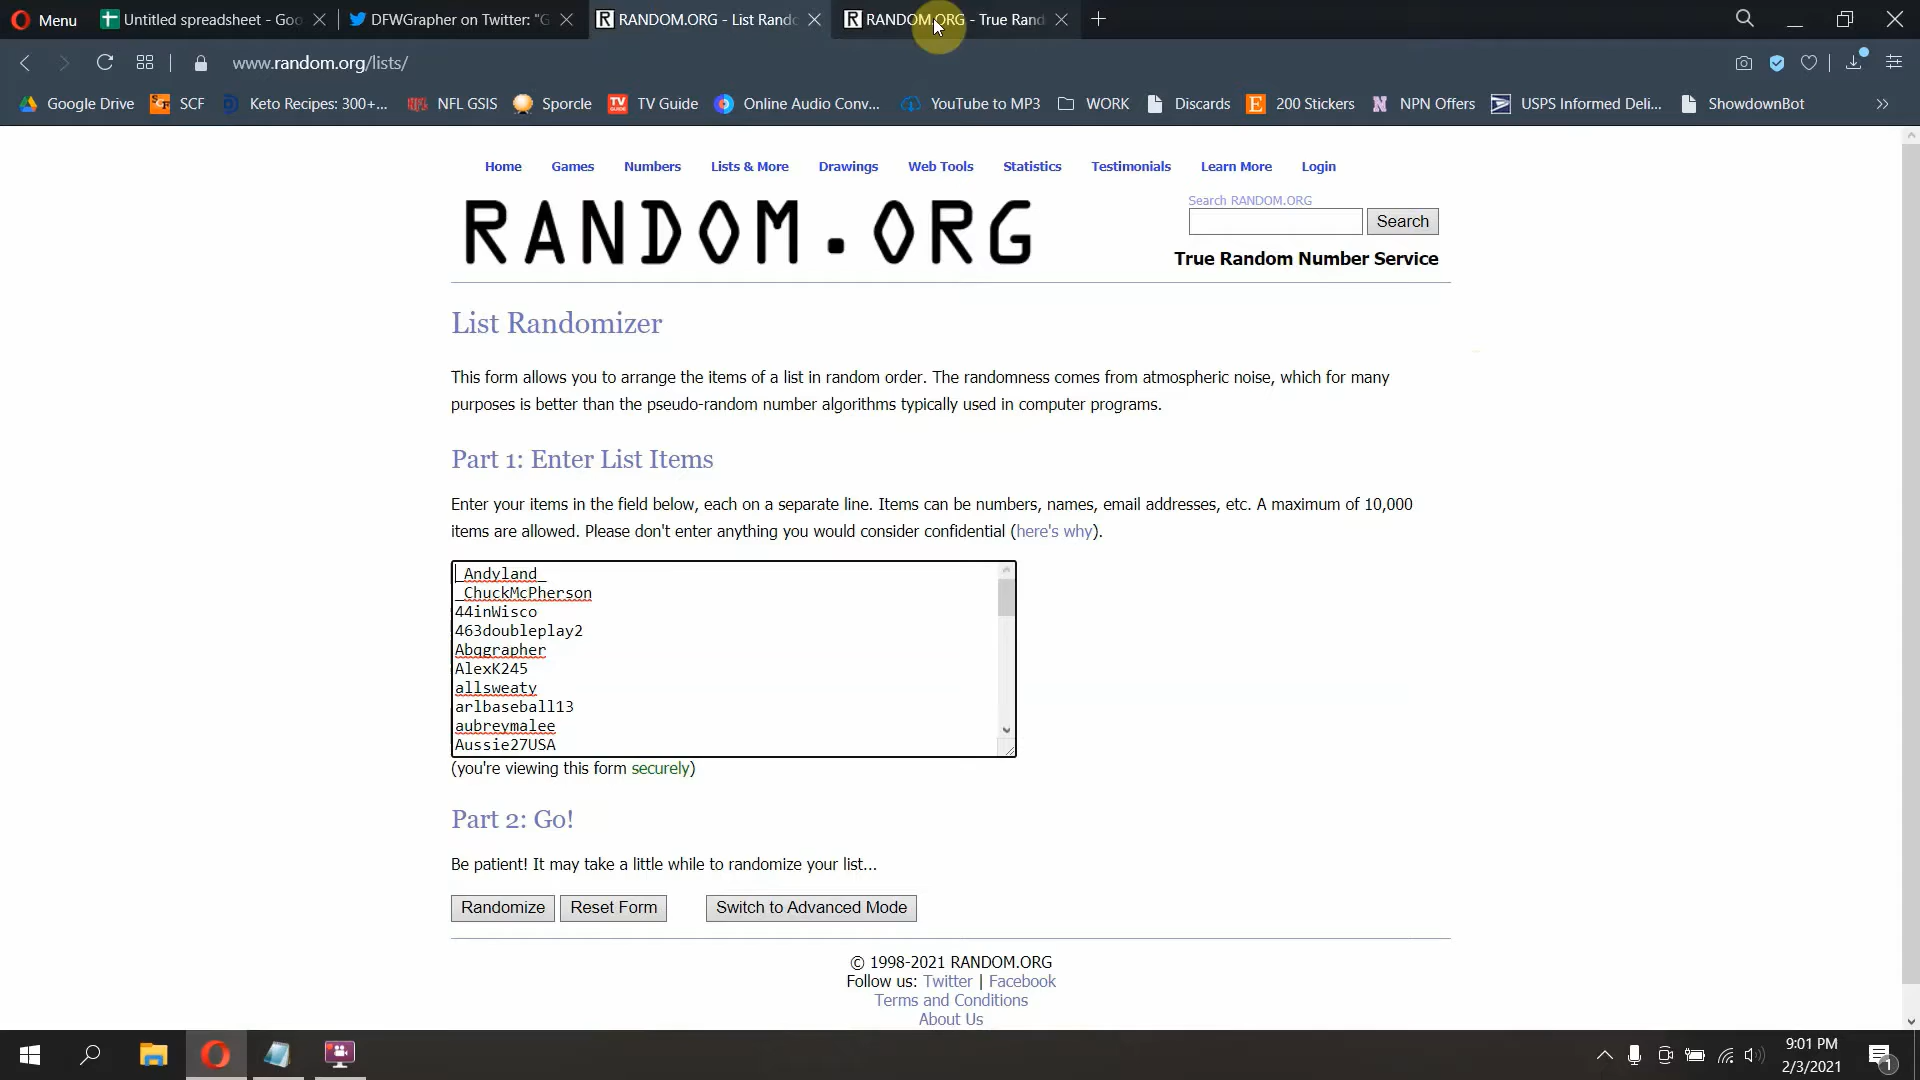 Menu
Untitled spreadsheet - Goo
DFWGrapher on Twitter: "G
RANDOM.ORG - List Rando
RANDOM.ORG - True Rand
www.random.org/lists/
Google Drive
SCF
Keto Recipes: 300+...
NFL GSIS
Sporcle
TV Guide
Online Audio Conv...
YouTube to MP3
WORK
Discards
200 Stickers
NPN Offers
USPS Informed Deli...
ShowdownBot
Home Games Numbers Lists & More Drawings Web Tools Statistics Testimonials Learn More Login
RANDOM.ORG
Search RANDOM.ORG
Search
True Random Number Service
List Randomizer
This form allows you to arrange the items of a list in random order. The randomness comes from atmospheric noise, which for many
purposes is better than the pseudo-random number algorithms typically used in computer programs.
Part 1: Enter List Items
Enter your items in the field below, each on a separate line. Items can be numbers, names, email addresses, etc. A maximum of 10,000
items are allowed. Please don't enter anything you would consider confidential (here's why).
_Andyland_
_ChuckMcPherson
44inWisco
463doubleplay2
Abqgrapher
AlexK245
allsweaty
arlbaseball13
aubreymalee
Aussie27USA
(you're viewing this form securely)
Part 2: Go!
Be patient! It may take a little while to randomize your list...
Randomize Reset Form Switch to Advanced Mode
© 1998-2021 RANDOM.ORG
Follow us: Twitter | Facebook
Terms and Conditions
About Us
9:01 PM
2/3/2021
1